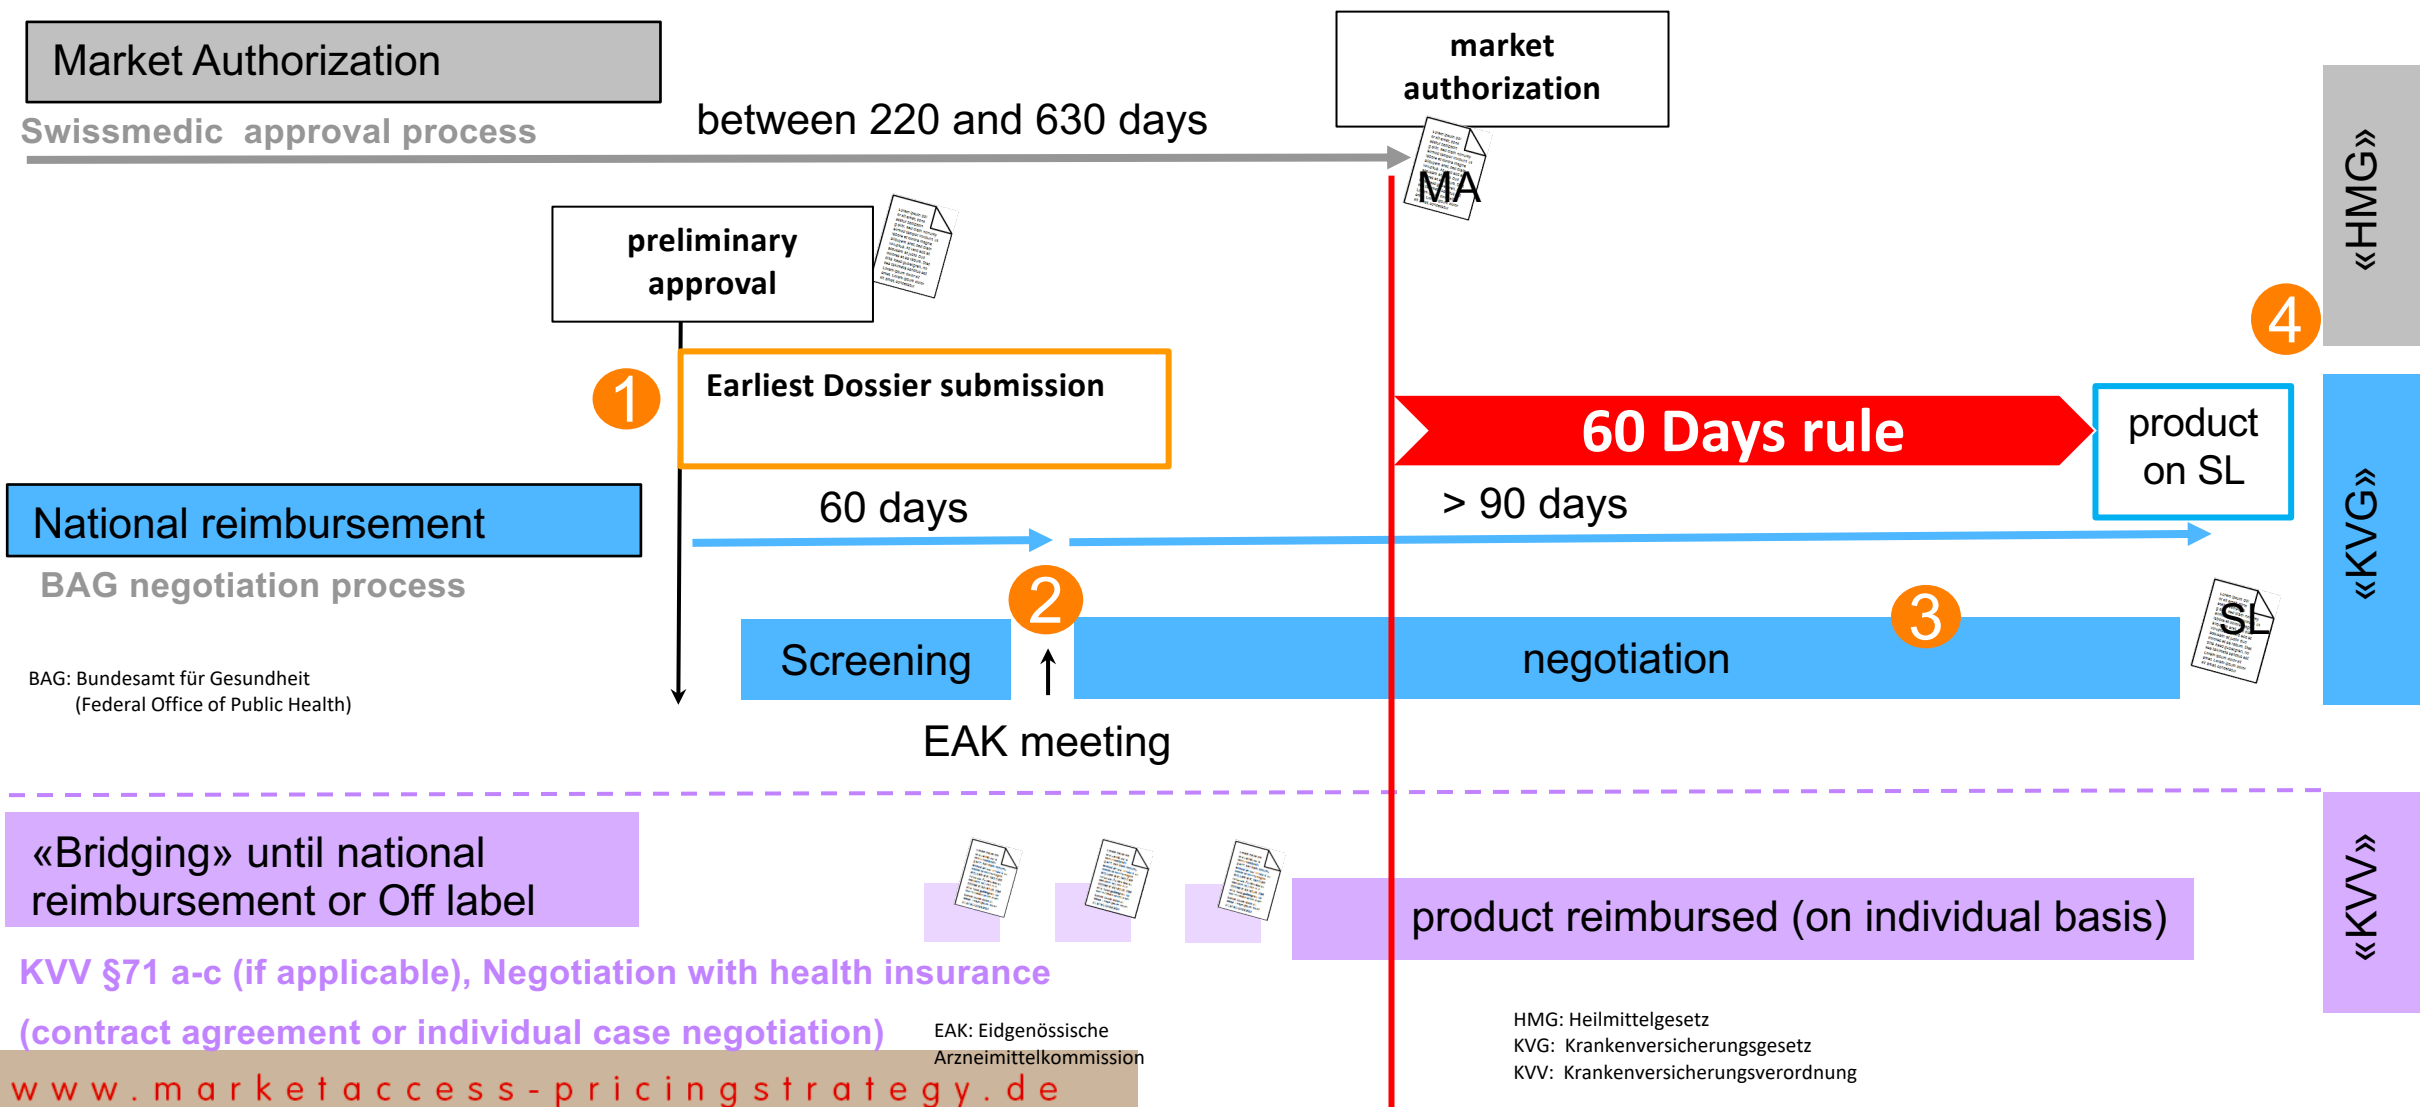 Market Authorization
Swissmedic approval process
between 220 and 630 days
market
authorization
MA
«HMG»
preliminary
approval
1
Earliest Dossier submission
4
60 Days rule
product
on SL
National reimbursement
BAG negotiation process
60 days
> 90 days
«KVG»
2
3
Screening
negotiation
SL
EAK meeting
BAG: Bundesamt für Gesundheit
(Federal Office of Public Health)
«Bridging» until national
reimbursement or Off label
product reimbursed (on individual basis)
«KVV»
KVV §71 a-c (if applicable), Negotiation with health insurance
(contract agreement or individual case negotiation)
EAK: Eidgenössische
Arzneimittelkommission
HMG: Heilmittelgesetz
KVG: Krankenversicherungsgesetz
KVV: Krankenversicherungsverordnung
www.marketaccess-pricingstrategy.de